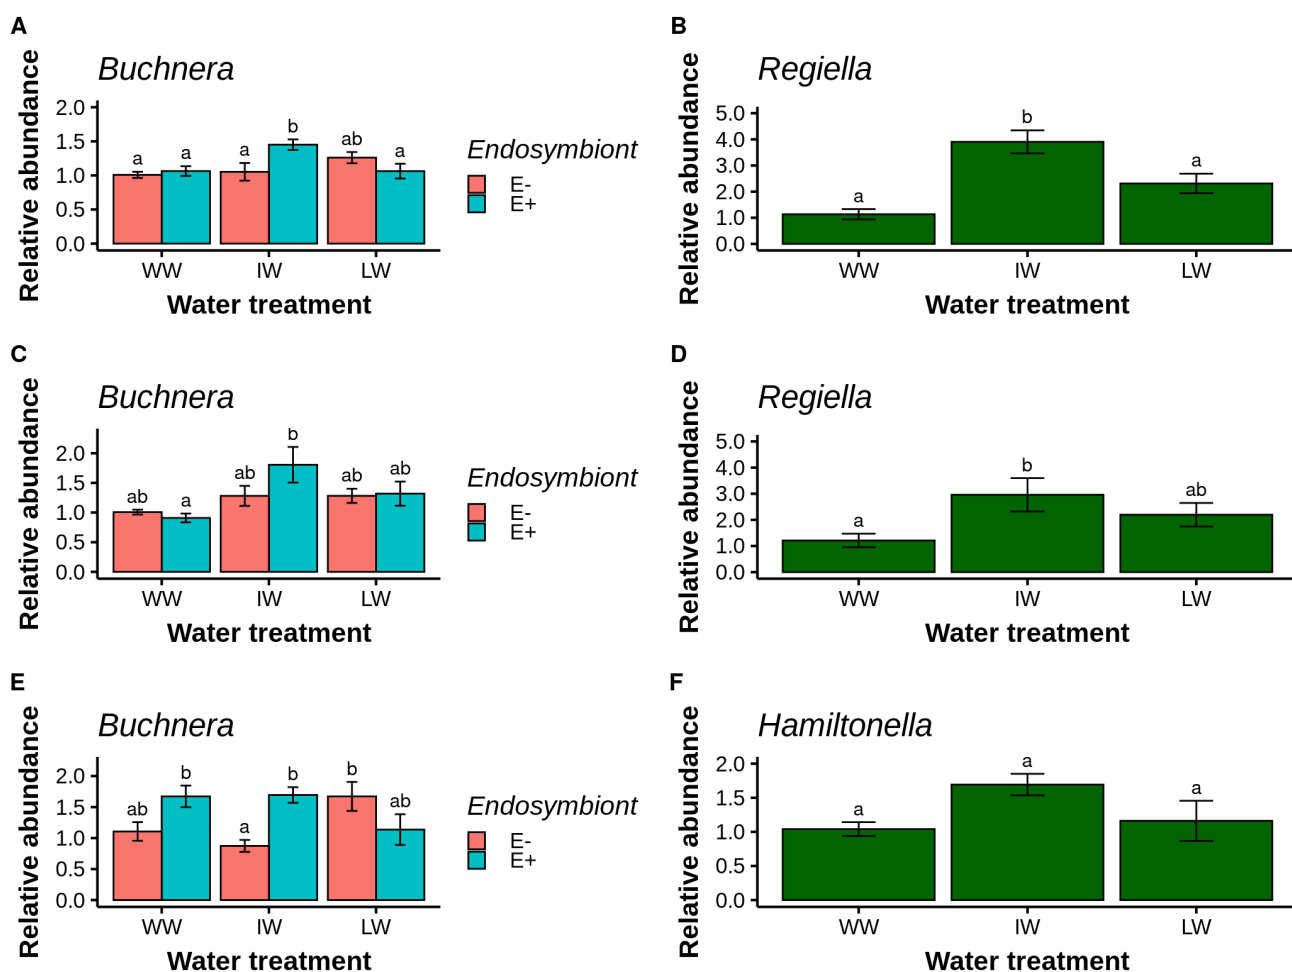 A
Buchnera
Relative abundance
2.0
1.5
1.0
0.5
0.0
a
a
a
b
ab
a
WW
IW
LW
Water treatment
Endosymbiont
E-
E+
B
Regiella
Relative abundance
5.0
4.0
3.0
2.0
1.0
0.0
a
b
a
WW
IW
LW
Water treatment
C
Buchnera
Relative abundance
2.0
1.5
1.0
0.5
0.0
ab
a
ab
b
ab
ab
WW
IW
LW
Water treatment
Endosymbiont
E-
E+
D
Regiella
Relative abundance
5.0
4.0
3.0
2.0
1.0
0.0
a
b
ab
WW
IW
LW
Water treatment
E
Buchnera
Relative abundance
2.0
1.5
1.0
0.5
0.0
ab
b
a
b
b
ab
WW
IW
LW
Water treatment
Endosymbiont
E-
E+
F
Hamiltonella
Relative abundance
2.0
1.5
1.0
0.5
0.0
a
a
a
WW
IW
LW
Water treatment